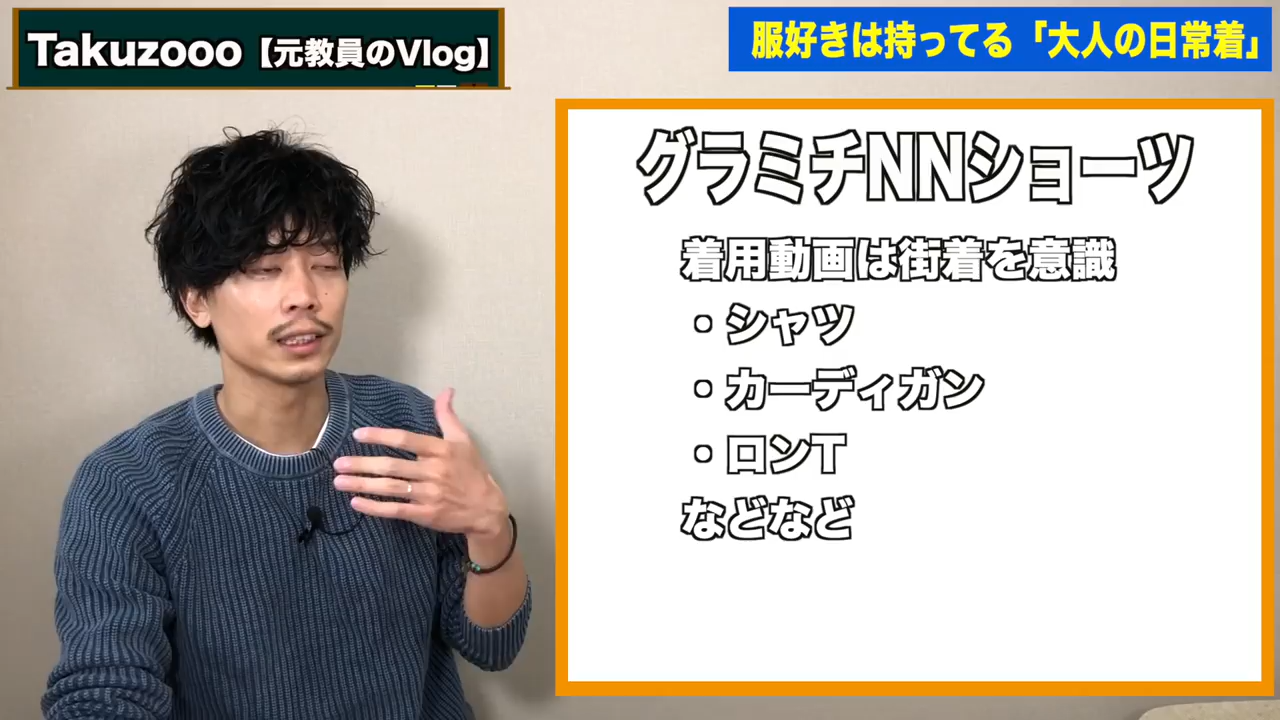 Takuzooo【元教員のVlog】
服好きは持ってる「大人の日常着」
グラミチNNショーツ
着用動画は街着を意識
・シャツ
・カーディガン
・ロンT
などなど